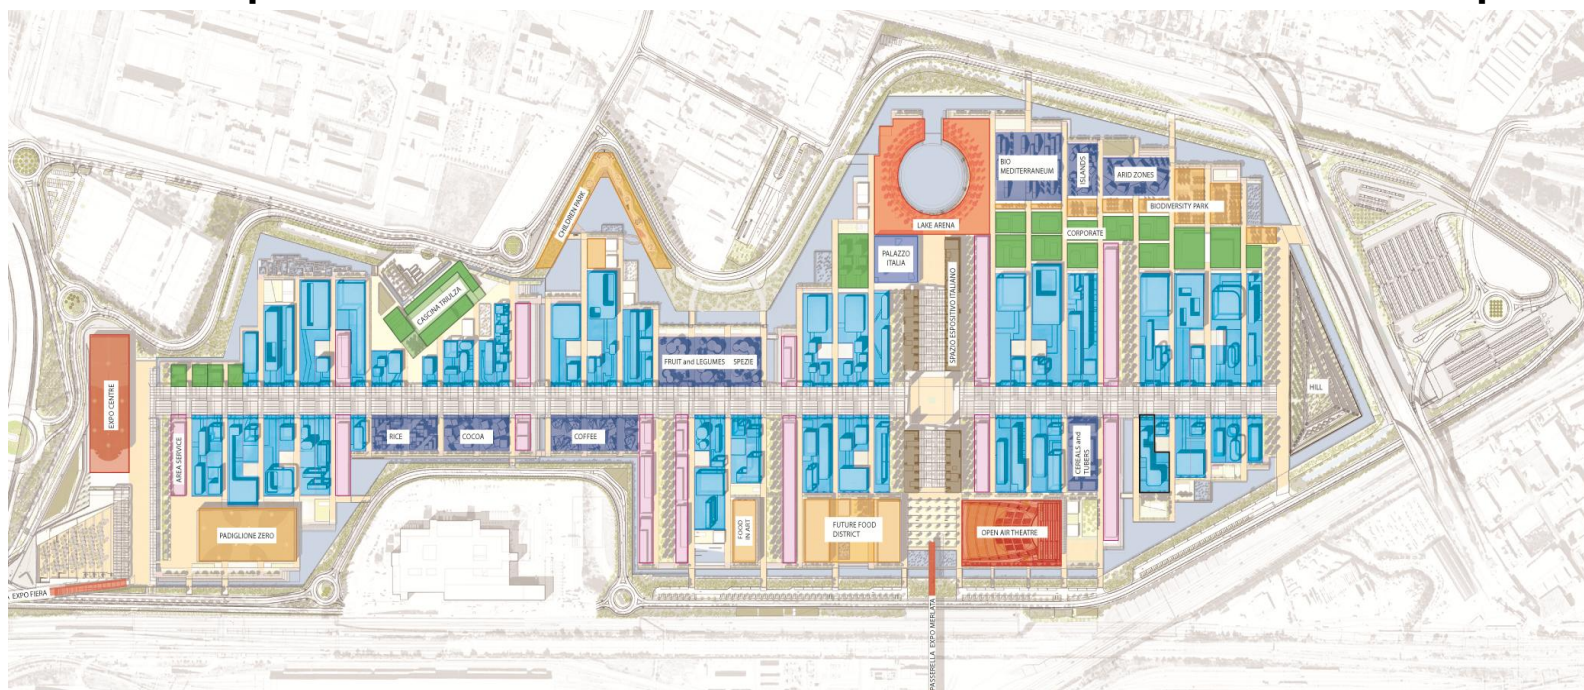 CHILDREN PARK
BIO
MEDITERRANEUM
ISLANDS
ARID ZONES
BIODIVERSITY PARK
LAKE ARENA
CORPORATE
PALAZZO
ITALIA
SPAZIO ESPOSITIVO ITALIANO
CASCINA TRIULZA
FRUIT and LEGUMES
SPEZIE
EXPO CENTRE
HILL
AREA SERVICE
RICE
COCOA
COFFEE
CEREALS and
TUBERS
PADIGLIONE ZERO
FOOD
IN ART
FUTURE FOOD
DISTRICT
OPEN AIR THEATRE
EXPO FIERA
PASSERELLA EXPO MERLATA